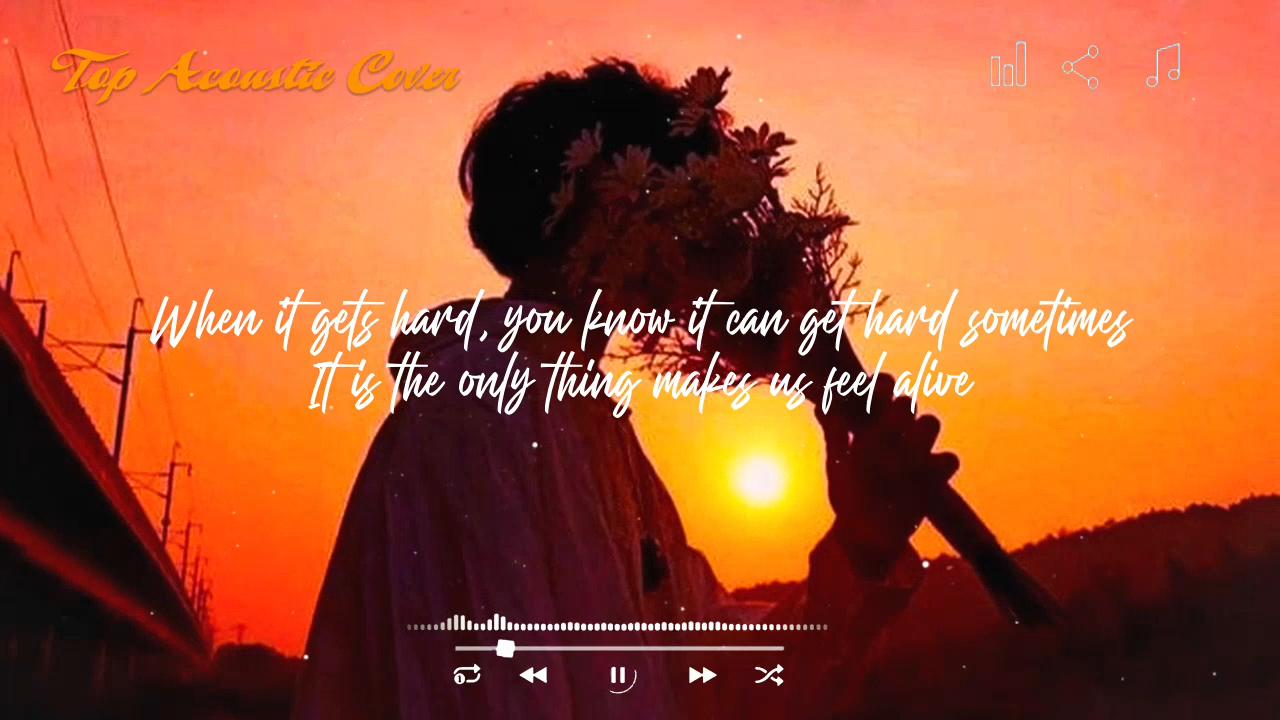 Top Acoustic Cover
When it gets hard, you know it can get hard sometimes
It is the only thing makes us feel alive
1